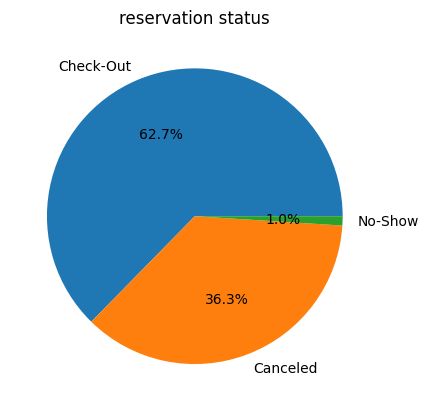 reservation status
Check-Out
62.7%
1.0%
No-Show
36.3%
Canceled